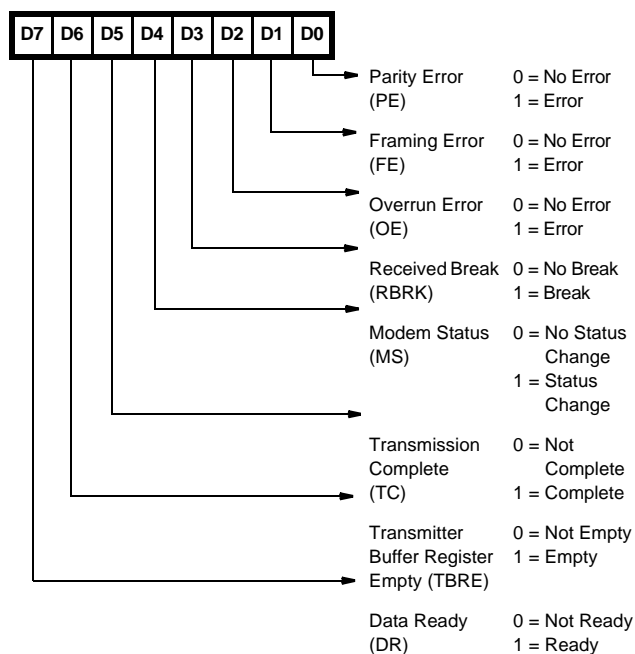 D7 D6 D5 D4 D3 D2 D1 D0
Parity Error 0 = No Error
(PE) 1 = Error
Framing Error 0 = No Error
(FE) 1 = Error
Overrun Error 0 = No Error
(OE) 1 = Error
Received Break 0 = No Break
(RBRK) 1 = Break
Modem Status 0 = No Status
(MS) Change
1 = Status
Change
Transmission 0 = Not
Complete Complete
(TC) 1 = Complete
Transmitter 0 = Not Empty
Buffer Register 1 = Empty
Empty (TBRE)
Data Ready 0 = Not Ready
(DR) 1 = Ready